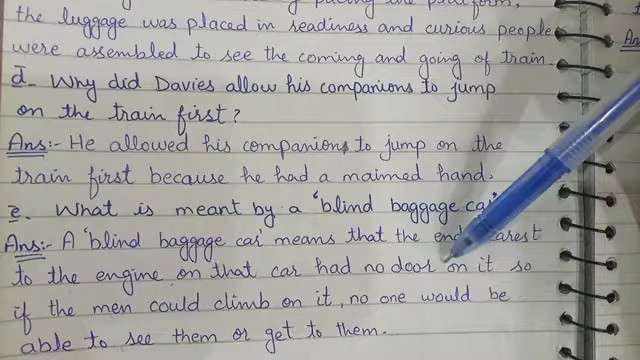 pacing the platform,
the luggage was placed in readiness and curious people
were assembled to see the coming and going of train.
d- Why did Davies allow his companions to jump
on the train first?
Ans:- He allowed his companions to jump on the
train first because he had a maimed hand.
e. What is meant by a 'blind baggage car'
Ans:- A 'blind baggage car' means that the end
to the engine on that car had no door on it so
if the men could climb on it, no one would be
able to see them or get to them.
An